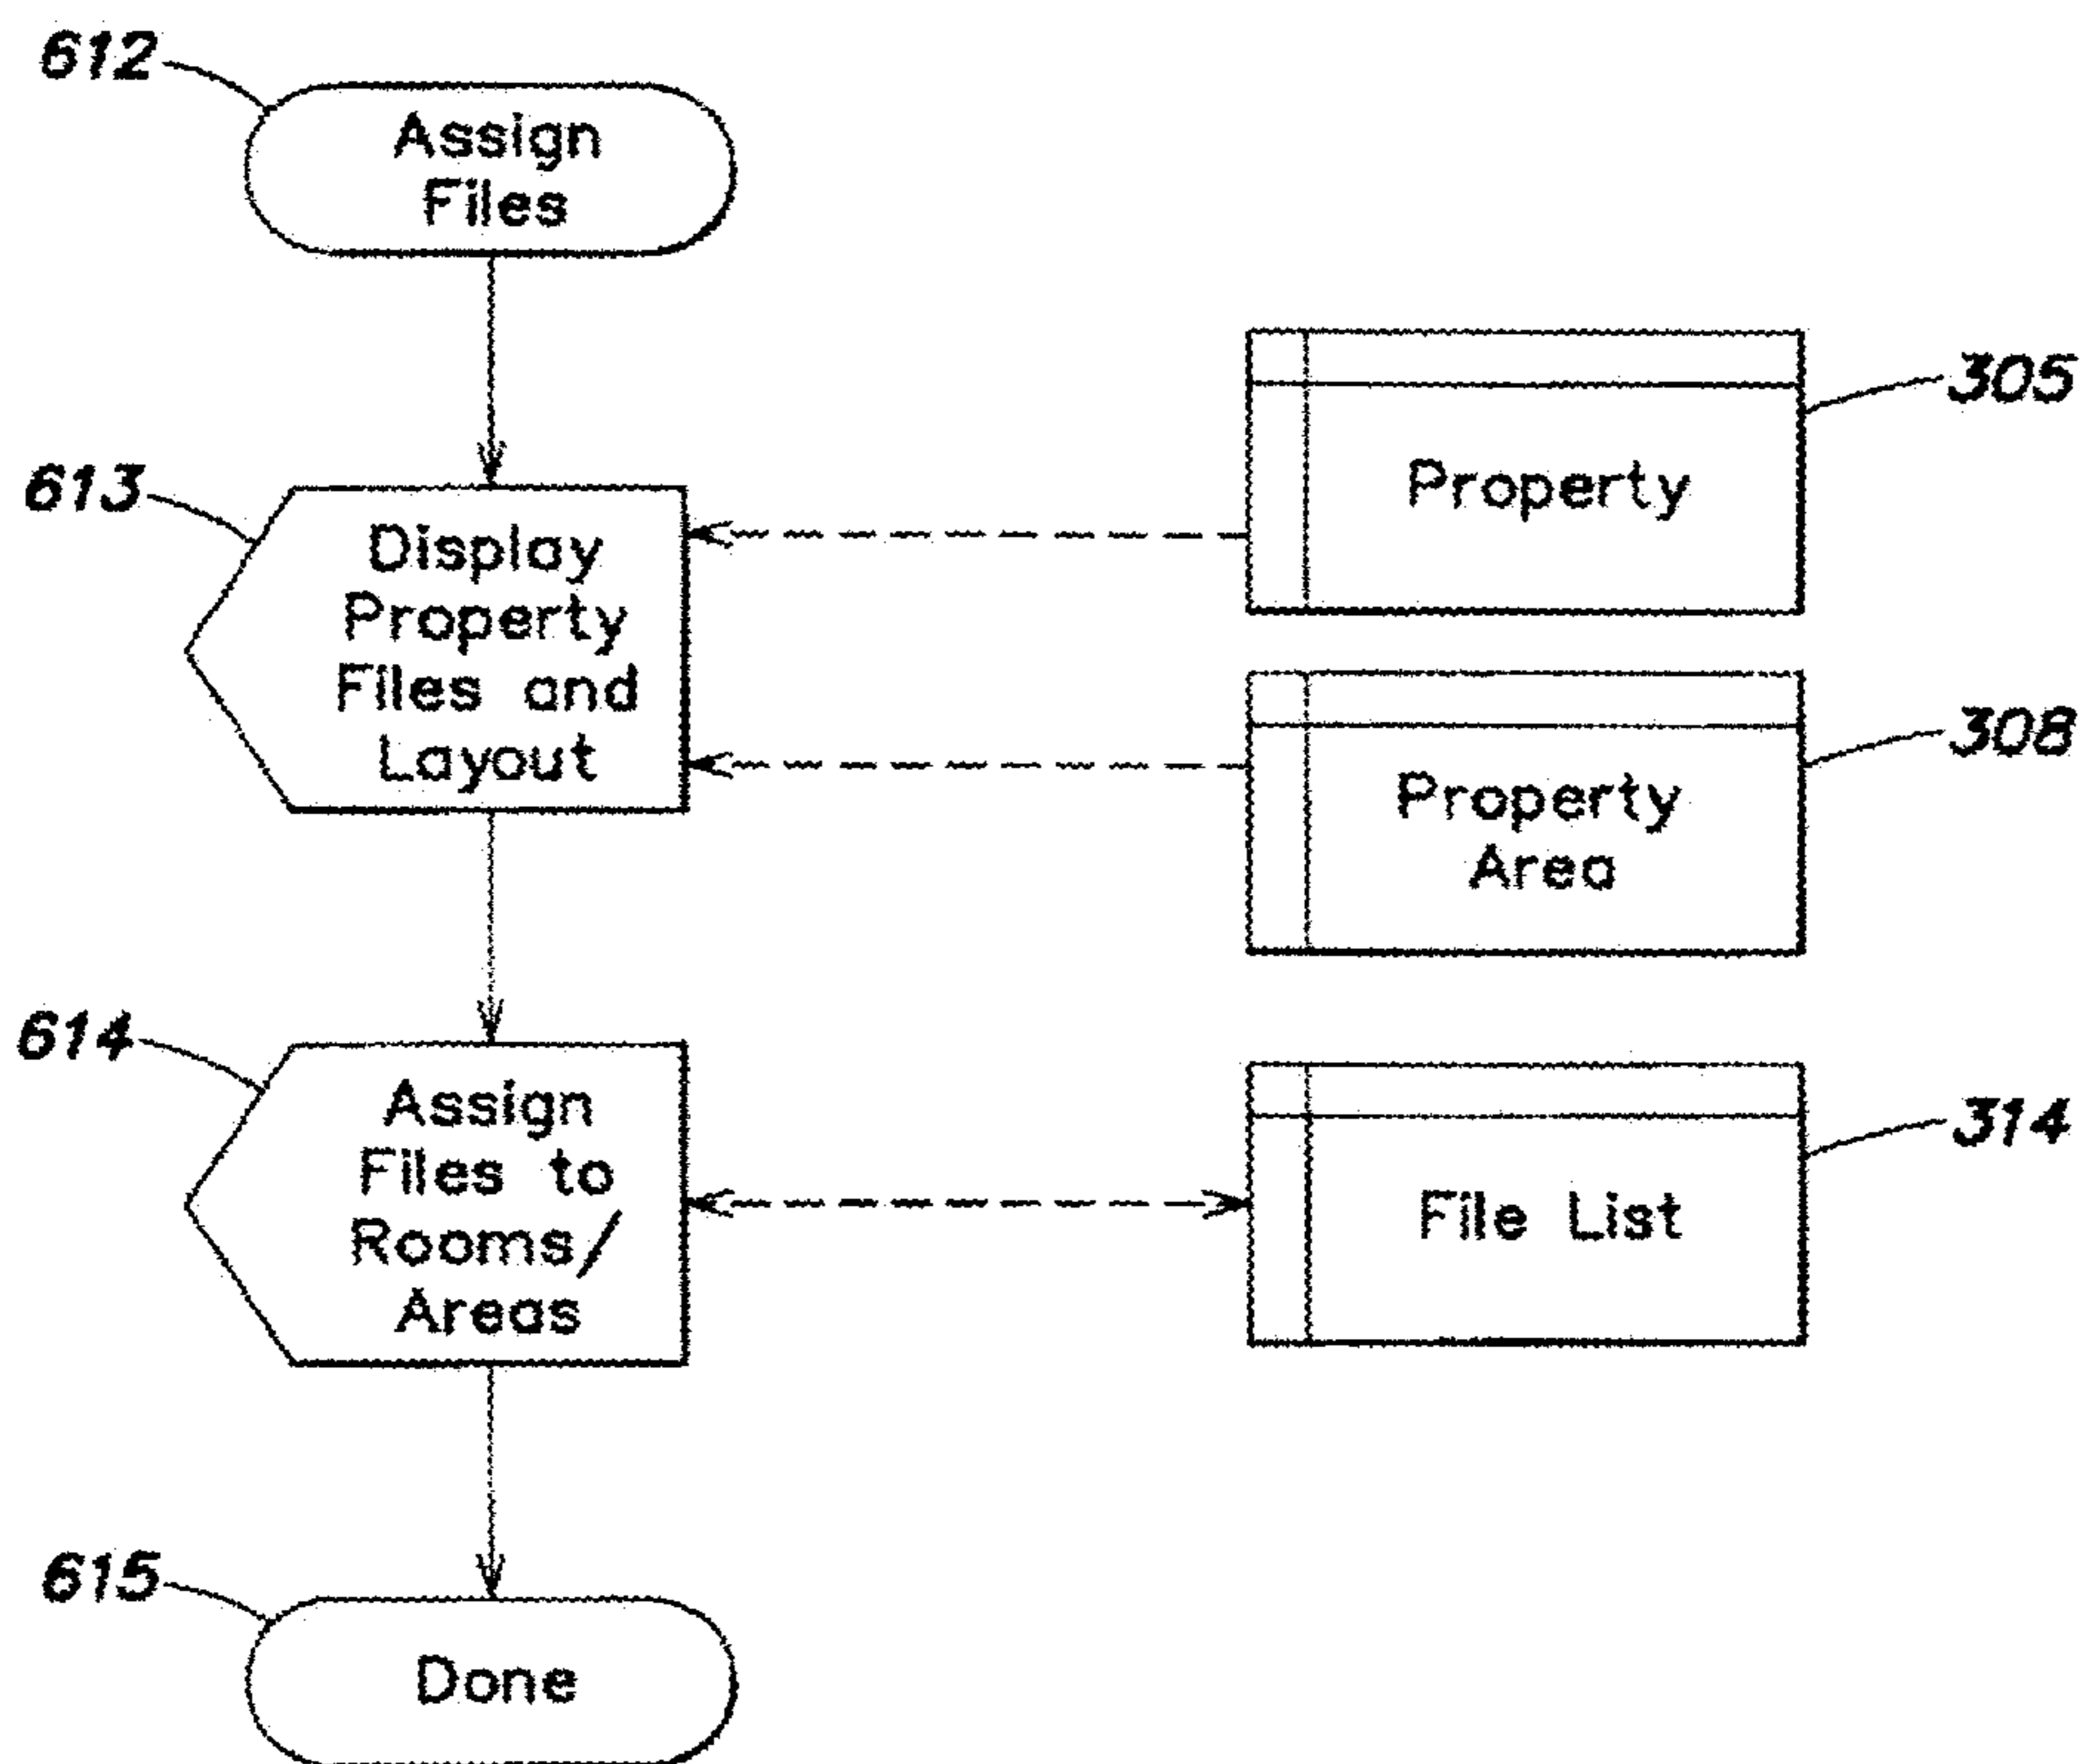 612
Assign
Files
305
Property
613
Display
Property
Files and
Layout
308
Property
Area
614
Assign
Files to
Rooms/
Areas
314
File List
615
Done